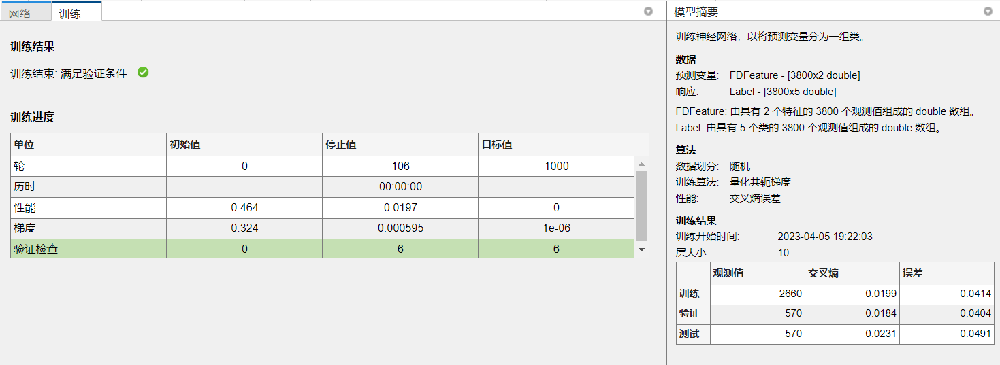 网络 训练
训练结果
训练结束: 满足验证条件
训练进度
单位 初始值 停止值 目标值
轮 0 106 1000
历时 - 00:00:00 -
性能 0.464 0.0197 0
梯度 0.324 0.000595 1e-06
验证检查 0 6 6
模型摘要
训练神经网络，以将预测变量分为一组类。
数据
预测变量: FDFeature - [3800x2 double]
响应: Label - [3800x5 double]
FDFeature: 由具有 2 个特征的 3800 个观测值组成的 double 数组。
Label: 由具有 5 个类的 3800 个观测值组成的 double 数组。
算法
数据划分: 随机
训练算法: 量化共轭梯度
性能: 交叉熵误差
训练结果
训练开始时间: 2023-04-05 19:22:03
层大小: 10
观测值 交叉熵 误差
训练 2660 0.0199 0.0414
验证 570 0.0184 0.0404
测试 570 0.0231 0.0491